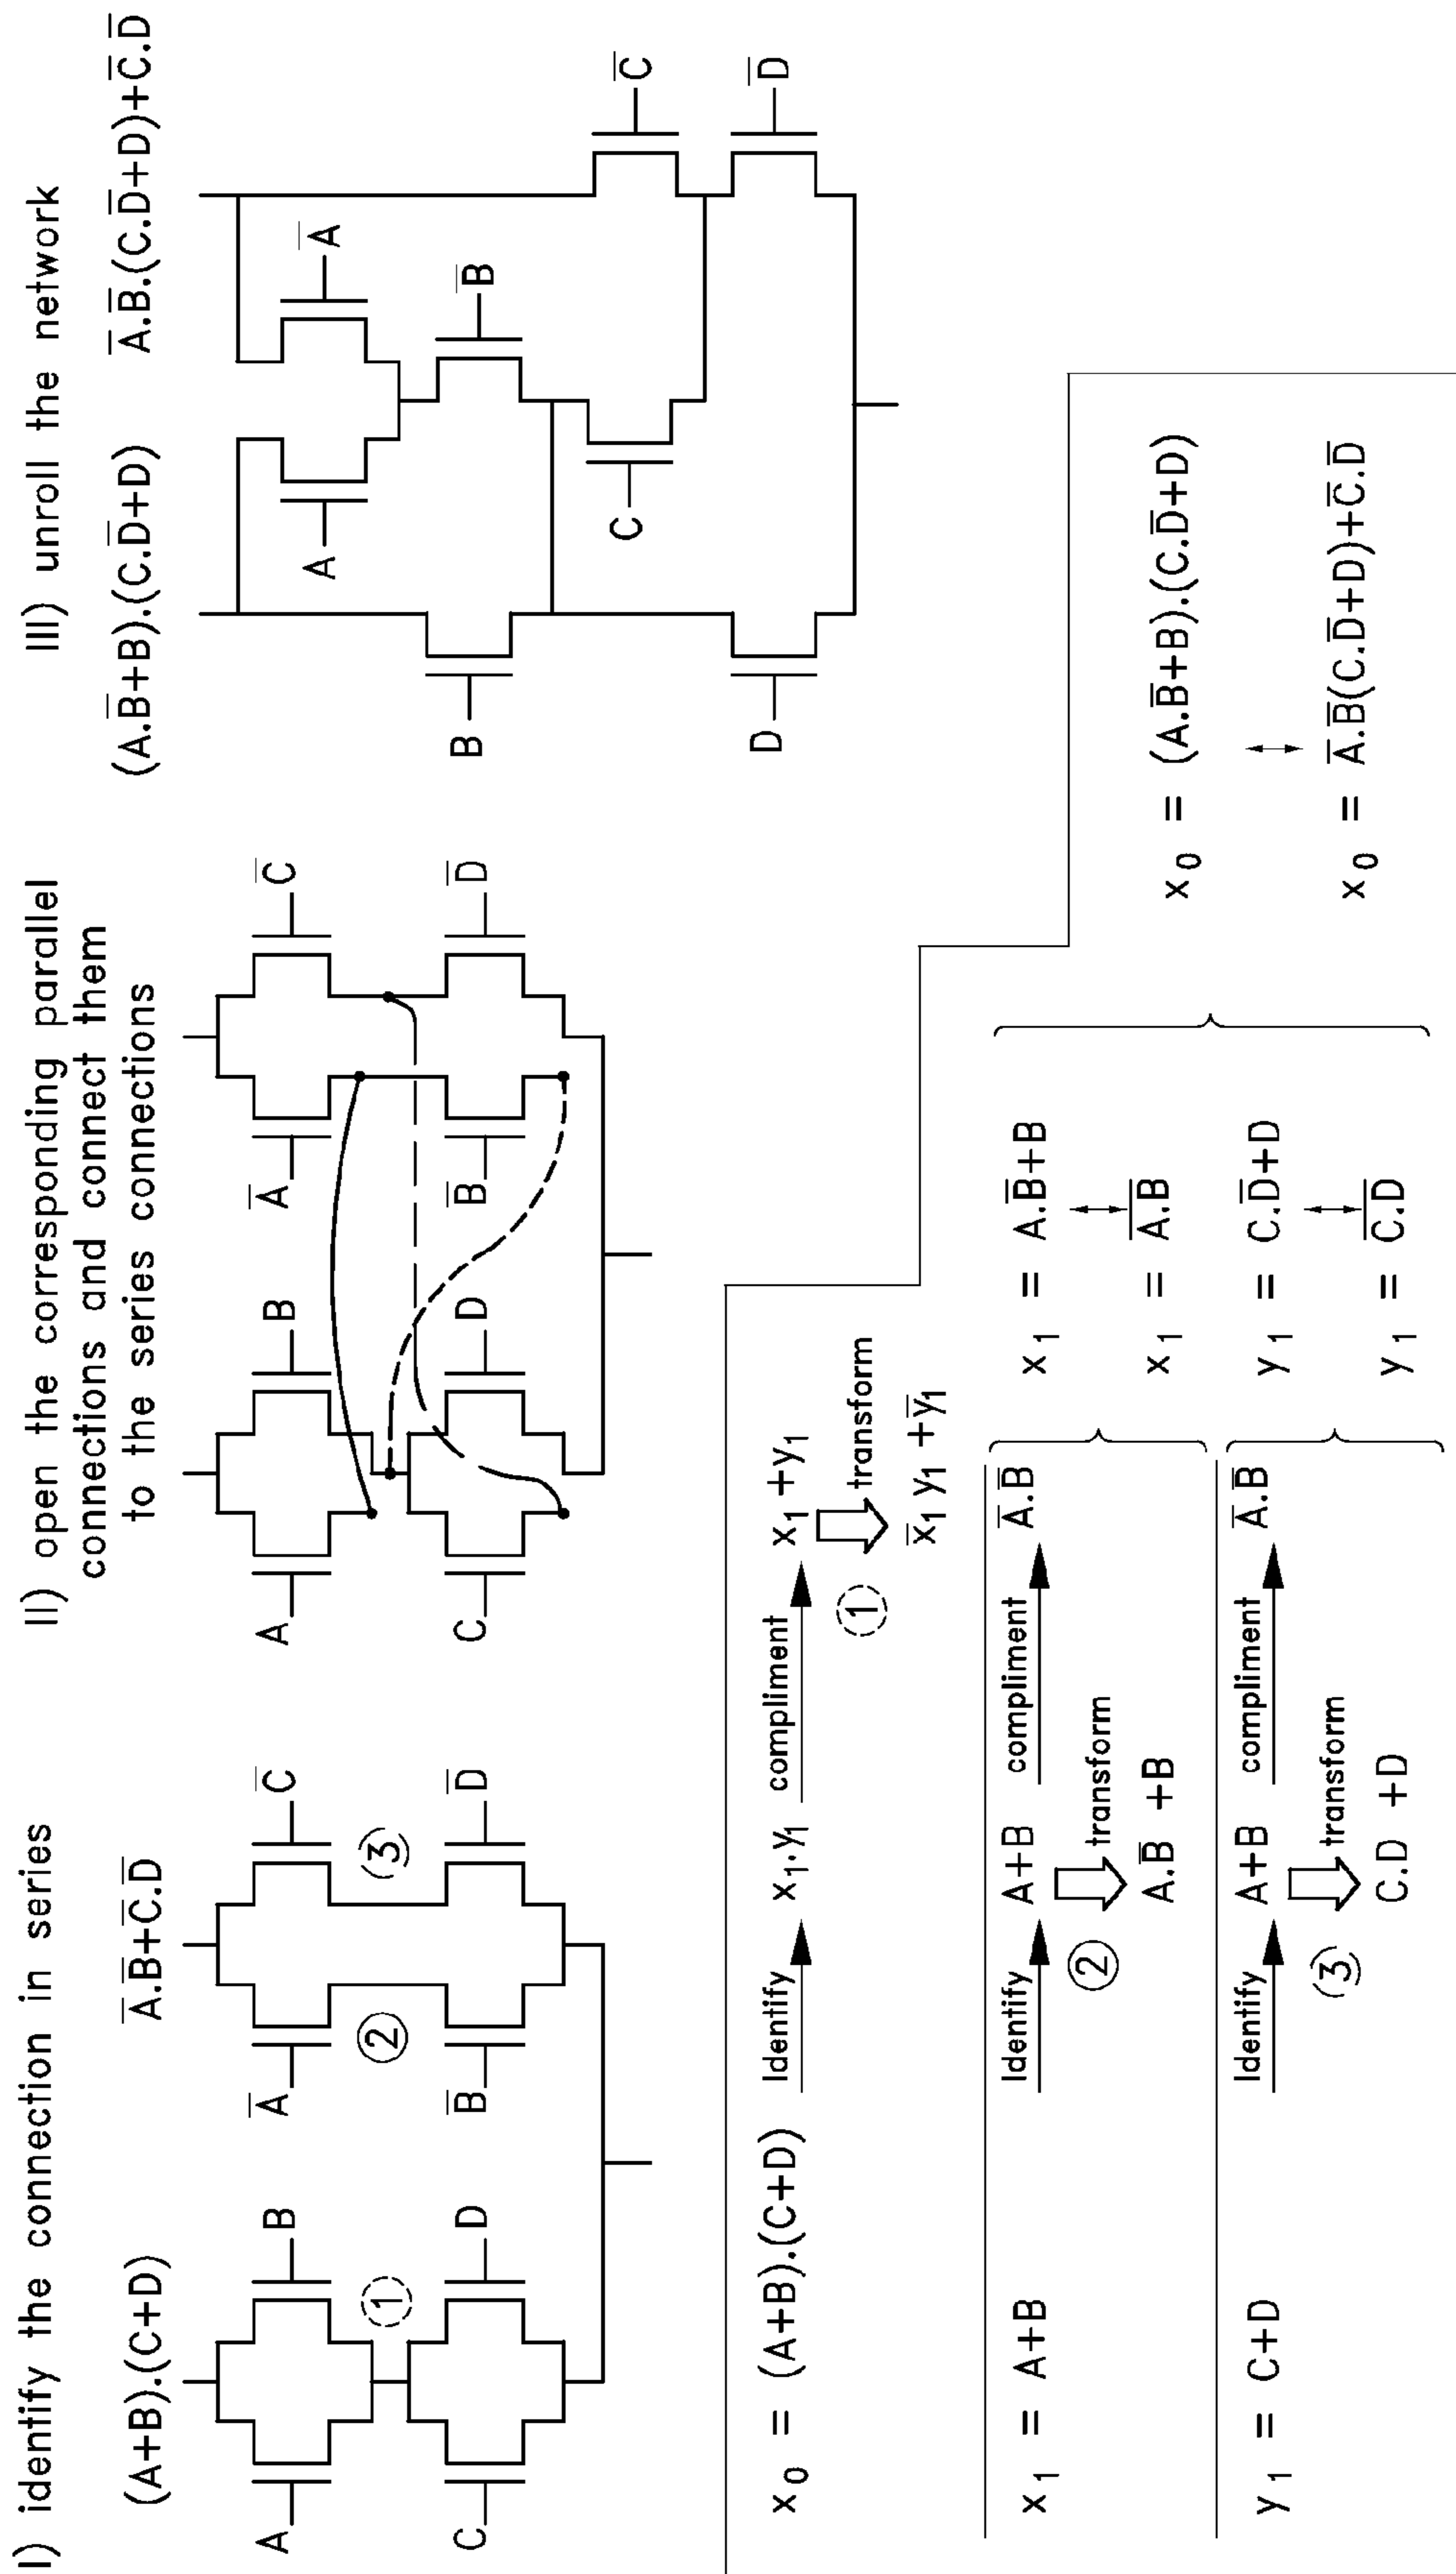 I) identify the connection in series
(A+B).(C+D)
A̅.B̅+C̅.D̅
A
B
A̅
C̅
1
2
3
C
D
B̅
D̅
II) open the corresponding parallel
connections and connect them
to the series connections
A
B
A̅
C̅
C
D
B̅
D̅
III) unroll the network
(A.B̅+B).(C.D̅+D)
A̅.B̅.(C.D̅+D)+C̅.D̅
A
A̅
B
B̅
C
C̅
D
D̅
x₀ = (A+B).(C+D)
Identify
x₁.y₁
compliment
x₁ +y₁
1
transform
x̅₁ y₁ +y̅₁
x₁ = A+B
Identify
A+B
compliment
A̅.B̅
2
transform
A.B̅ +B
y₁ = C+D
Identify
A+B
compliment
A̅.B̅
3
transform
C.D +D
x₁ = A.B̅+B
x₁ = A̅.̅B̅
y₁ = C.D̅+D
y₁ = C̅.̅D̅
x₀ = (A.B̅+B).(C.D̅+D)
x₀ = A̅.B̅(C.D̅+D)+C̅.D̅